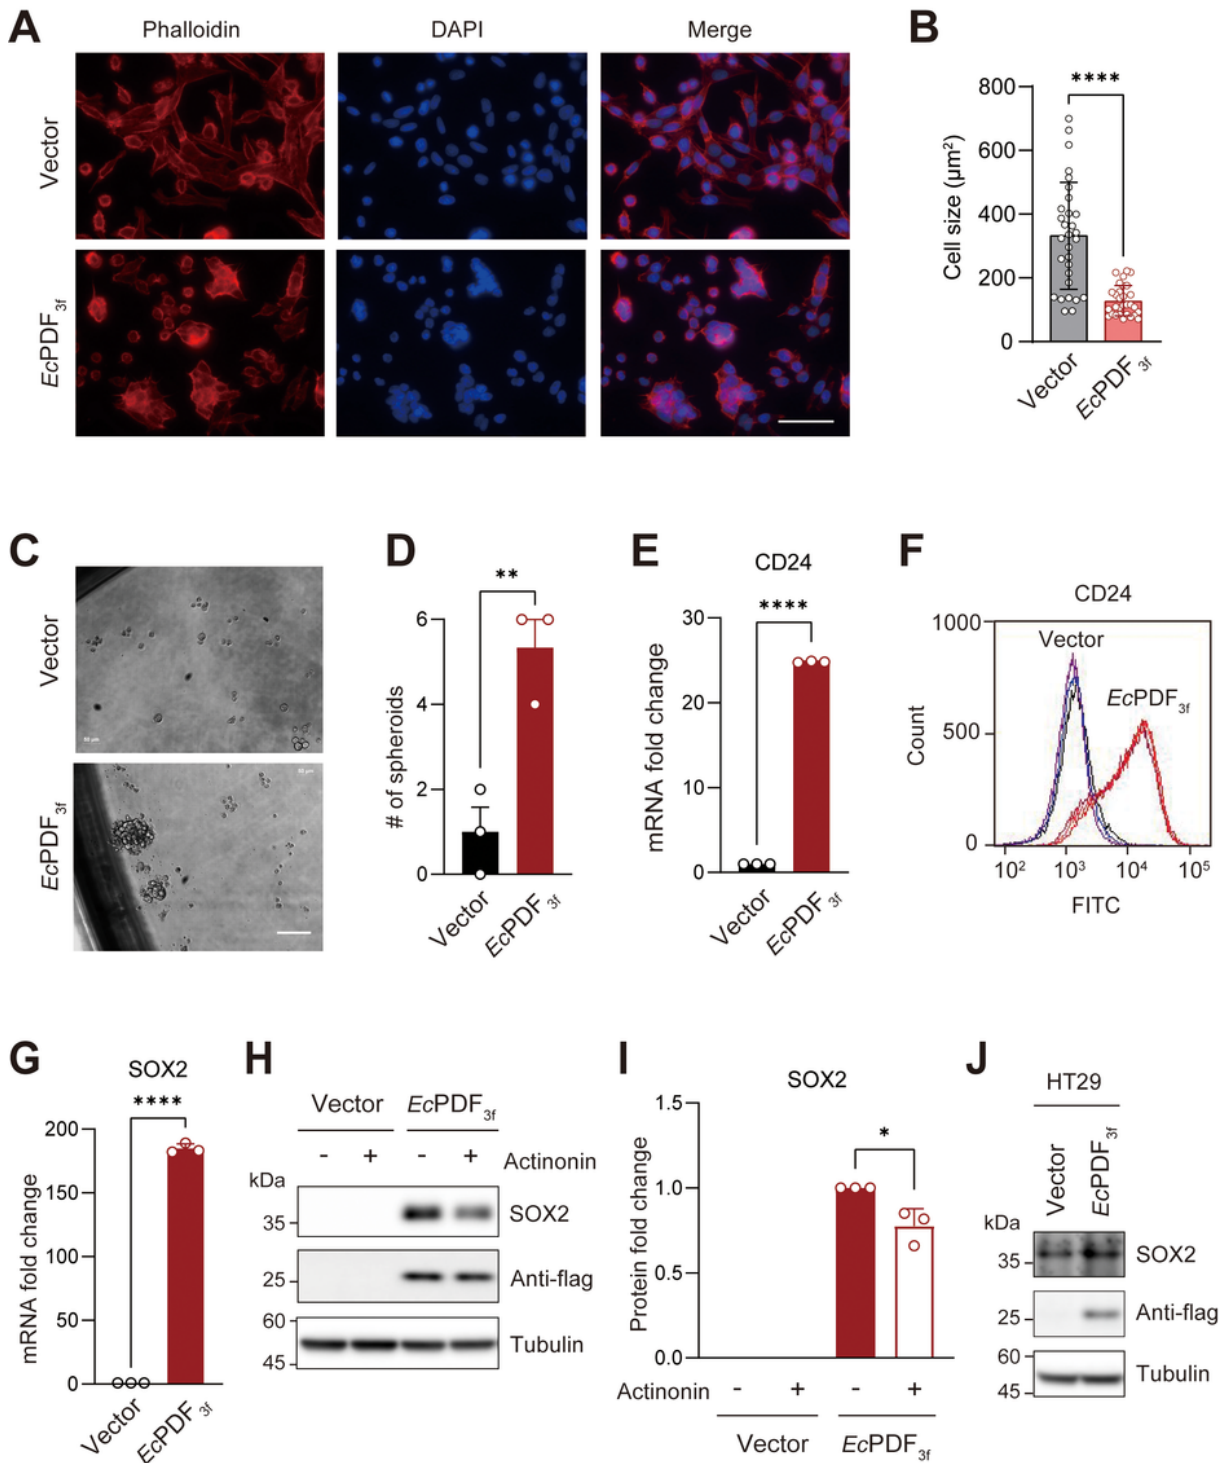 A
Phalloidin
DAPI
Merge
Vector
EcPDF3f
B
****
Cell size (µm²)
800
600
400
200
0
Vector
EcPDF3f
C
Vector
EcPDF3f
D
**
# of spheroids
6
4
2
0
Vector
EcPDF3f
E
CD24
****
mRNA fold change
30
20
10
0
Vector
EcPDF3f
F
CD24
Count
1000
500
0
Vector
EcPDF3f
10² 10³ 10⁴ 10⁵
FITC
G
SOX2
****
mRNA fold change
200
150
100
50
0
Vector
EcPDF3f
H
Vector EcPDF3f
- + - + Actinonin
kDa
35
SOX2
25
Anti-flag
60
45
Tubulin
I
SOX2
*
Protein fold change
1.5
1.0
0.5
0.0
Actinonin - + - +
Vector EcPDF3f
J
HT29
Vector
EcPDF3f
kDa
35
SOX2
25
Anti-flag
60
45
Tubulin